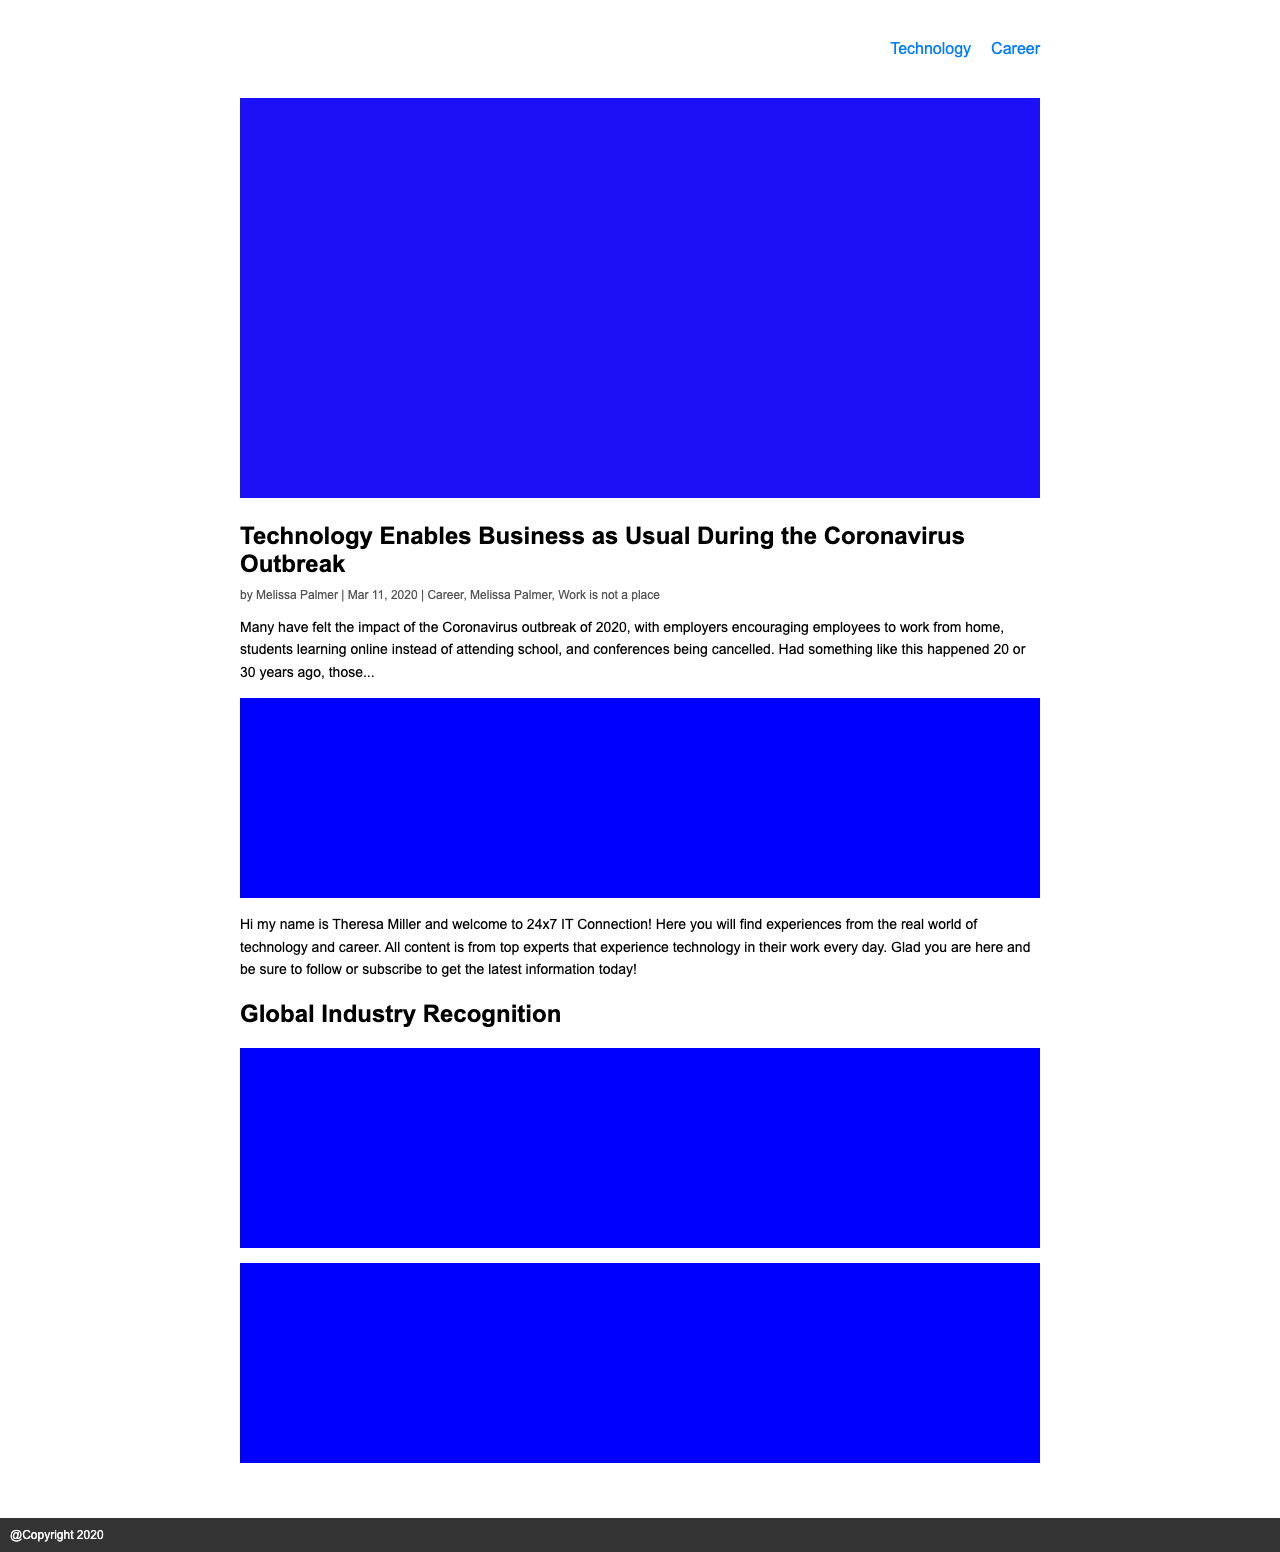 Technology Career
Technology Enables Business as Usual During the Coronavirus
Outbreak
by Melissa Palmer | Mar 11, 2020 | Career, Melissa Palmer, Work is not a place
Many have felt the impact of the Coronavirus outbreak of 2020, with employers encouraging employees to work from home,
students learning online instead of attending school, and conferences being cancelled. Had something like this happened 20 or
30 years ago, those...
Hi my name is Theresa Miller and welcome to 24x7 IT Connection! Here you will find experiences from the real world of
technology and career. All content is from top experts that experience technology in their work every day. Glad you are here and
be sure to follow or subscribe to get the latest information today!
Global Industry Recognition
@Copyright 2020